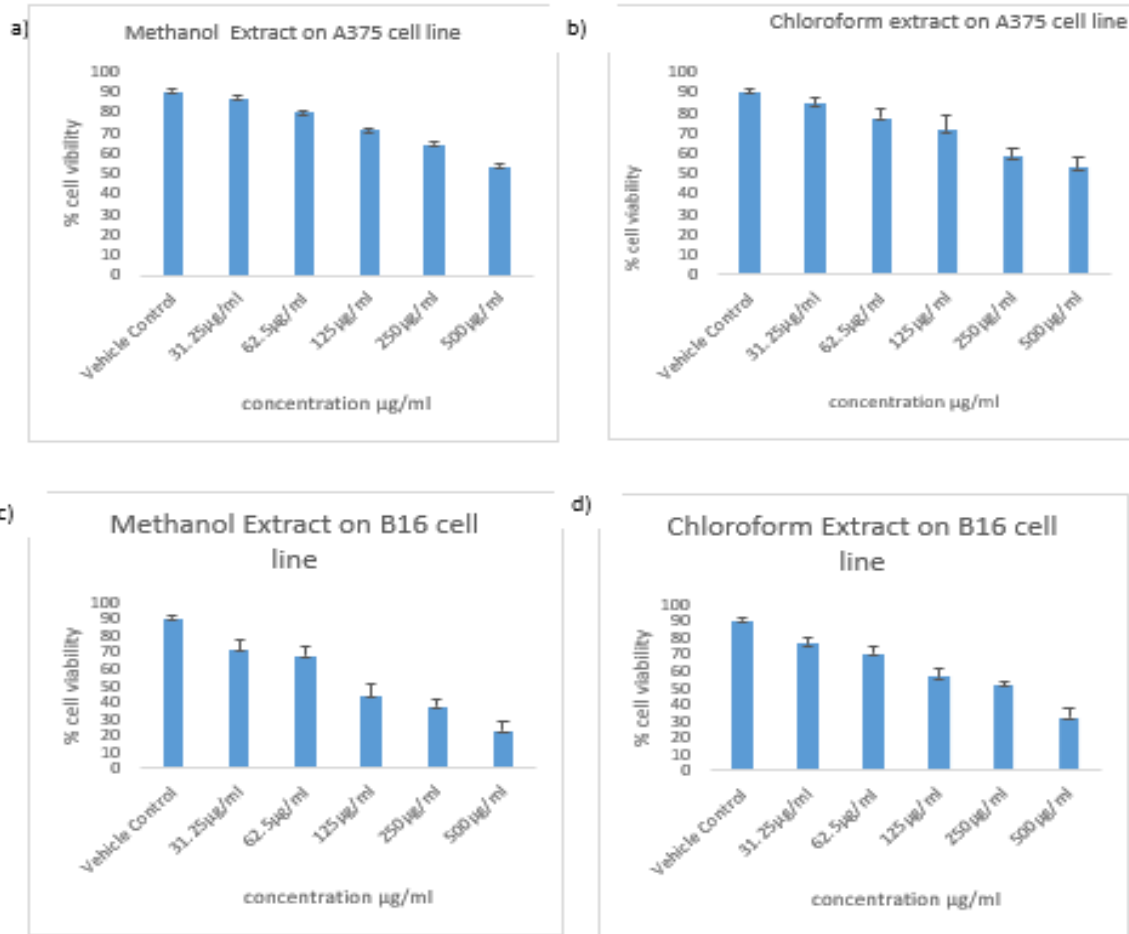 a)
Methanol Extract on A375 cell line
100
90
80
70
60
50
40
30
20
10
0
% cell vibility
Vehicle Control
31.25µg/ml
62.5µg/ml
125 µg/ml
250 µg/ml
500 µg/ml
concentration µg/ml
b)
Chloroform extract on A375 cell line
100
90
80
70
60
50
40
30
20
10
0
% cell viability
Vehicle Control
31.25µg/ml
62.5µg/ml
125 µg/ml
250 µg/ml
500 µg/ml
concentration µg/ml
c)
Methanol Extract on B16 cell
line
100
90
80
70
60
50
40
30
20
10
0
% cell viability
Vehicle Control
31.25µg/ml
62.5µg/ml
125 µg/ml
250 µg/ml
500 µg/ml
concentration µg/ml
d)
Chloroform Extract on B16 cell
line
100
90
80
70
60
50
40
30
20
10
0
% cell viability
Vehicle Control
31.25µg/ml
62.5µg/ml
125 µg/ml
250 µg/ml
500 µg/ml
concentration µg/ml